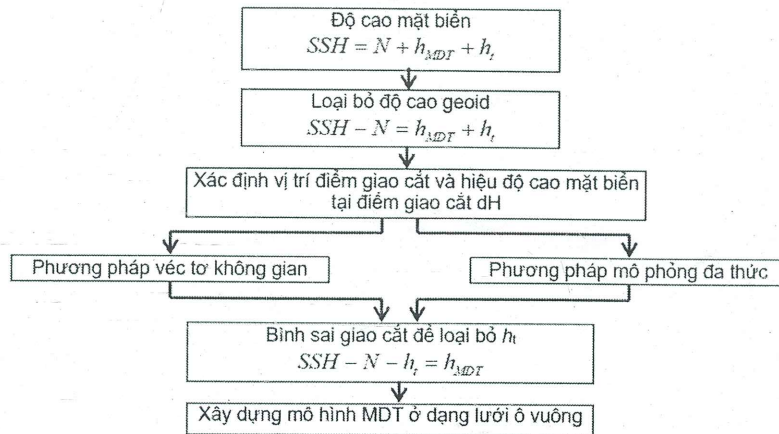 Độ cao mặt biển
SSH = N + h_MDT + h_t
Loại bỏ độ cao geoid
SSH − N = h_MDT + h_t
Xác định vị trí điểm giao cắt và hiệu độ cao mặt biển
tại điểm giao cắt dH
Phương pháp véc tơ không gian
Phương pháp mô phỏng đa thức
Bình sai giao cắt để loại bỏ h_t
SSH − N − h_t = h_MDT
Xây dựng mô hình MDT ở dạng lưới ô vuông